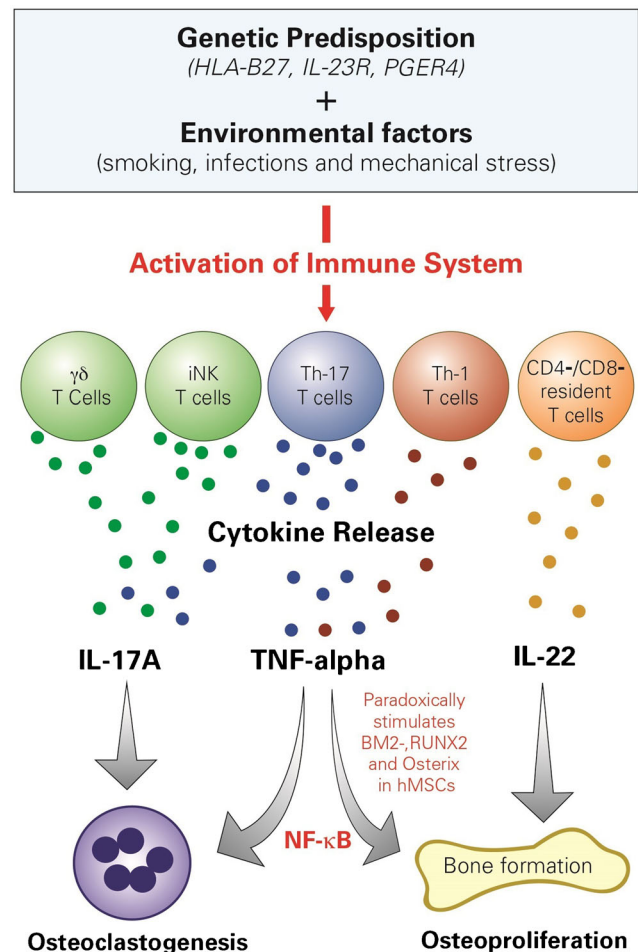 Genetic Predisposition
(HLA-B27, IL-23R, PGER4)
+
Environmental factors
(smoking, infections and mechanical stress)
Activation of Immune System
γδ
T Cells
iNK
T cells
Th-17
T cells
Th-1
T cells
CD4-/CD8-
resident
T cells
Cytokine Release
IL-17A
TNF-alpha
IL-22
Paradoxically
stimulates
BM2-,RUNX2
and Osterix
in hMSCs
NF-κB
Bone formation
Osteoclastogenesis
Osteoproliferation